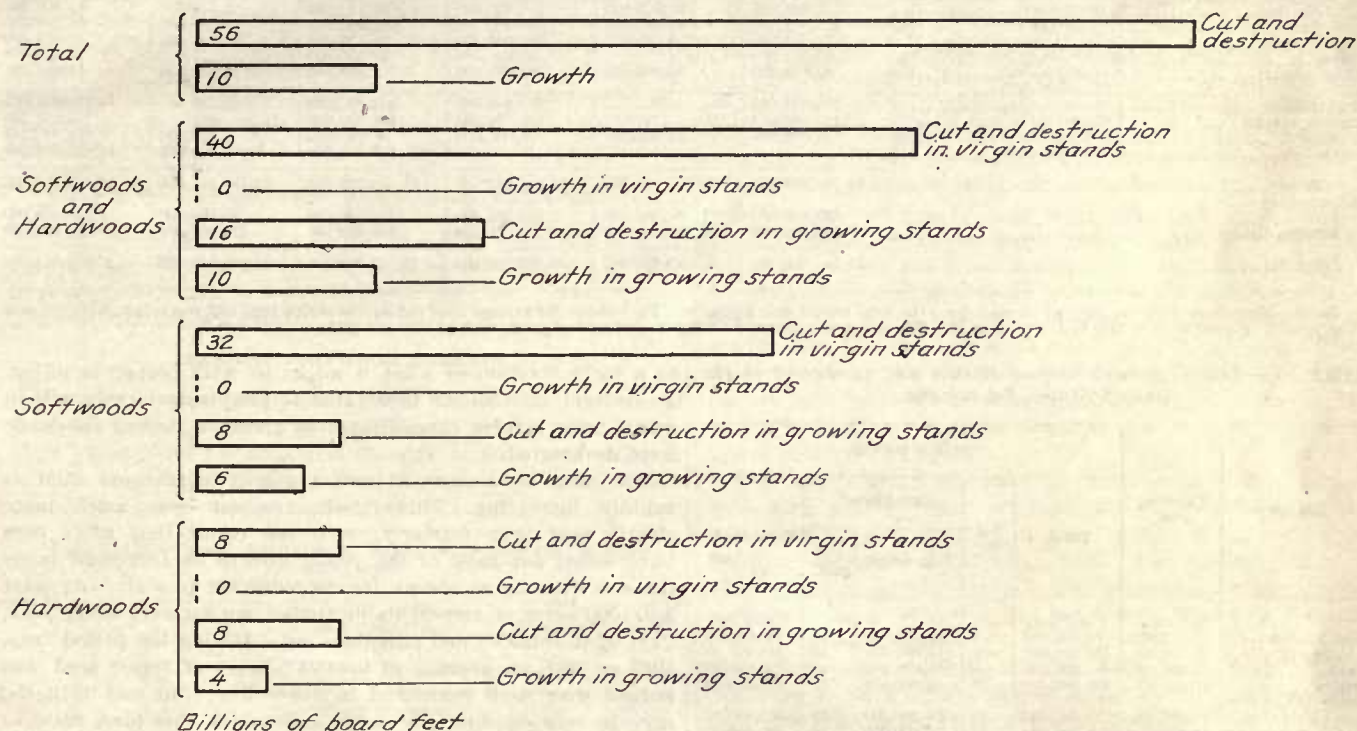 Total
56
Cut and
destruction
10
Growth
Softwoods
and
Hardwoods
40
Cut and destruction
in virgin stands
0
Growth in virgin stands
16
Cut and destruction in growing stands
10
Growth in growing stands
Softwoods
32
Cut and destruction
in virgin stands
0
Growth in virgin stands
8
Cut and destruction in growing stands
6
Growth in growing stands
Hardwoods
8
Cut and destruction in virgin stands
0
Growth in virgin stands
8
Cut and destruction in growing stands
4
Growth in growing stands
Billions of board feet